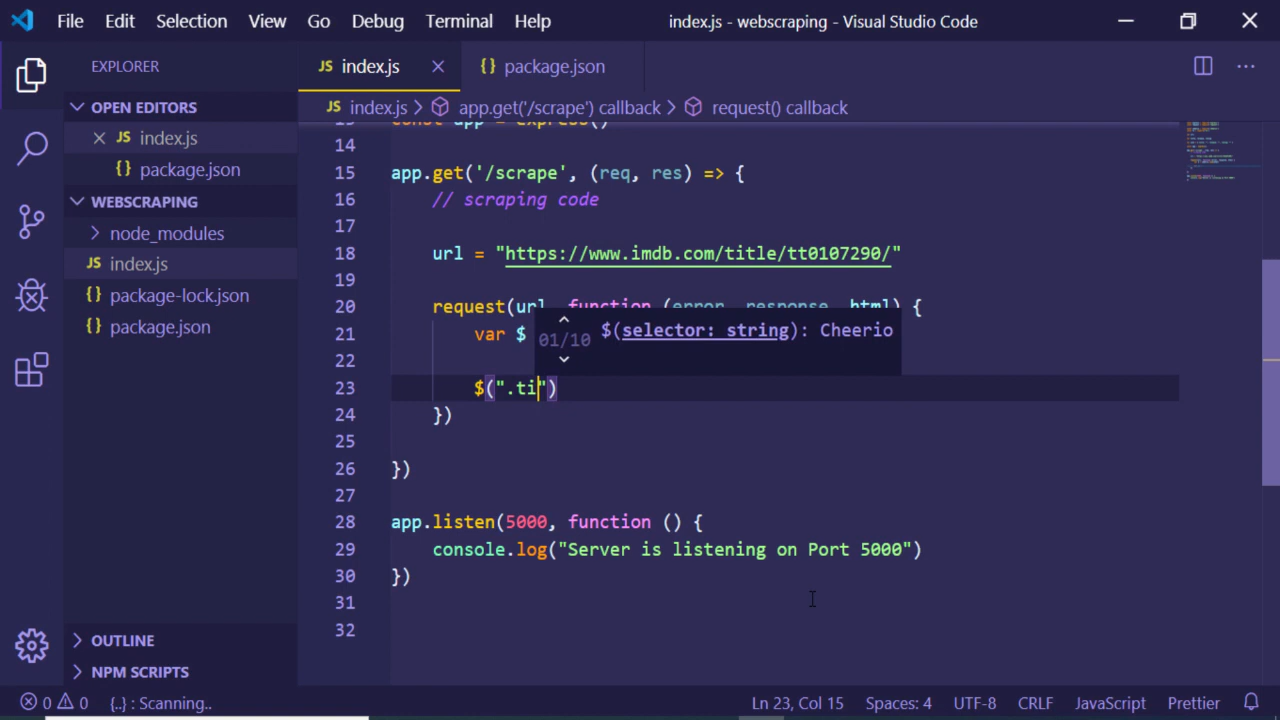 File Edit Selection View Go Debug Terminal Help index.js - webscraping - Visual Studio Code
EXPLORER
OPEN EDITORS
JS index.js
{} package.json
WEBSCRAPING
node_modules
JS index.js
{} package-lock.json
{} package.json
OUTLINE
NPM SCRIPTS
JS index.js {} package.json
JS index.js > app.get('/scrape') callback > request() callback
const app = express()
14
15 app.get('/scrape', (req, res) => {
16 // scraping code
17
18 url = "https://www.imdb.com/title/tt0107290/"
19
20 request(url, function (error, response, html) {
21 var $
01/10 $(selector: string): Cheerio
22
23 $(".ti")
24 })
25
26 })
27
28 app.listen(5000, function () {
29 console.log("Server is listening on Port 5000")
30 })
31
32
0 0 {..} : Scanning.. Ln 23, Col 15 Spaces: 4 UTF-8 CRLF JavaScript Prettier